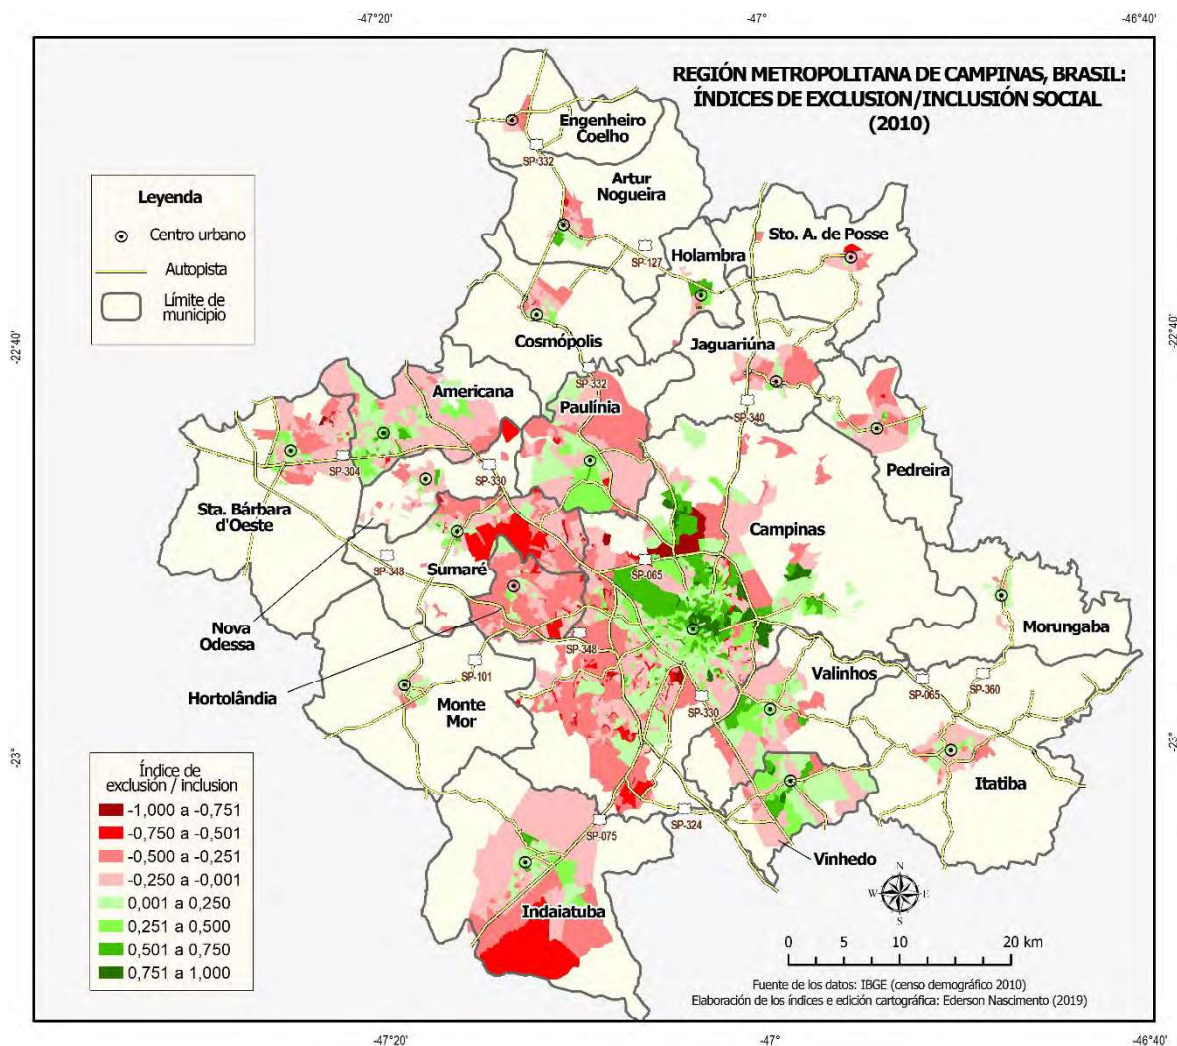 -47°20'
-47°
-46°40'
REGIÓN METROPOLITANA DE CAMPINAS, BRASIL:
ÍNDICES DE EXCLUSION/INCLUSIÓN SOCIAL
(2010)
Leyenda
Centro urbano
Autopista
Límite de
municipio
Engenheiro
Coelho
SP-332
Artur
Nogueira
Sto. A. de Posse
Holambra
SP-127
-22°40'
-22°40'
Cosmópolis
Jaguariúna
SP-332
Americana
Paulínia
SP-340
Pedreira
SP-304
SP-330
Sta. Bárbara
d'Oeste
Campinas
SP-348
Sumaré
SP-065
Nova
Odessa
Morungaba
SP-348
Hortolândia
SP-101
Valinhos
SP-065
SP-360
Monte
Mor
SP-330
-23°
-23°
Itatiba
SP-075
SP-324
Vinhedo
Indaiatuba
Índice de
exclusión / inclusion
-1,000 a -0,751
-0,750 a -0,501
-0,500 a -0,251
-0,250 a -0,001
0,001 a 0,250
0,251 a 0,500
0,501 a 0,750
0,751 a 1,000
N
W E
S
0 5 10 20 km
Fuente de los datos: IBGE (censo demográfico 2010)
Elaboración de los índices e edición cartográfica: Ederson Nascimento (2019)
-47°20'
-47°
-46°40'